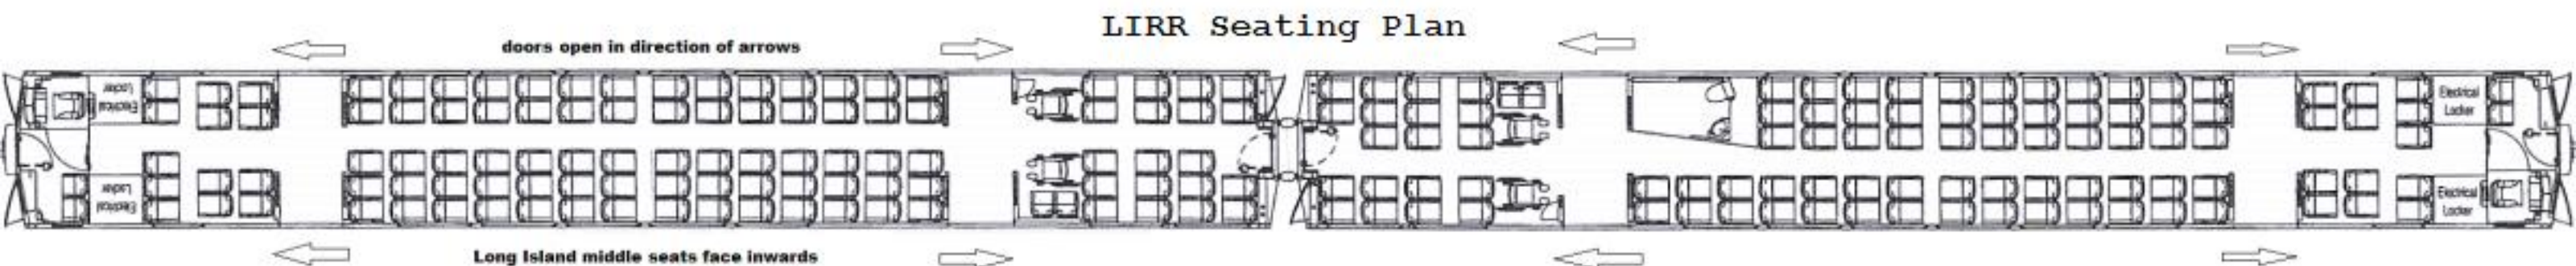 LIRR Seating Plan
doors open in direction of arrows
Electrical
Locker
Electrical
Locker
Electrical
Locker
Electrical
Locker
Long Island middle seats face inwards